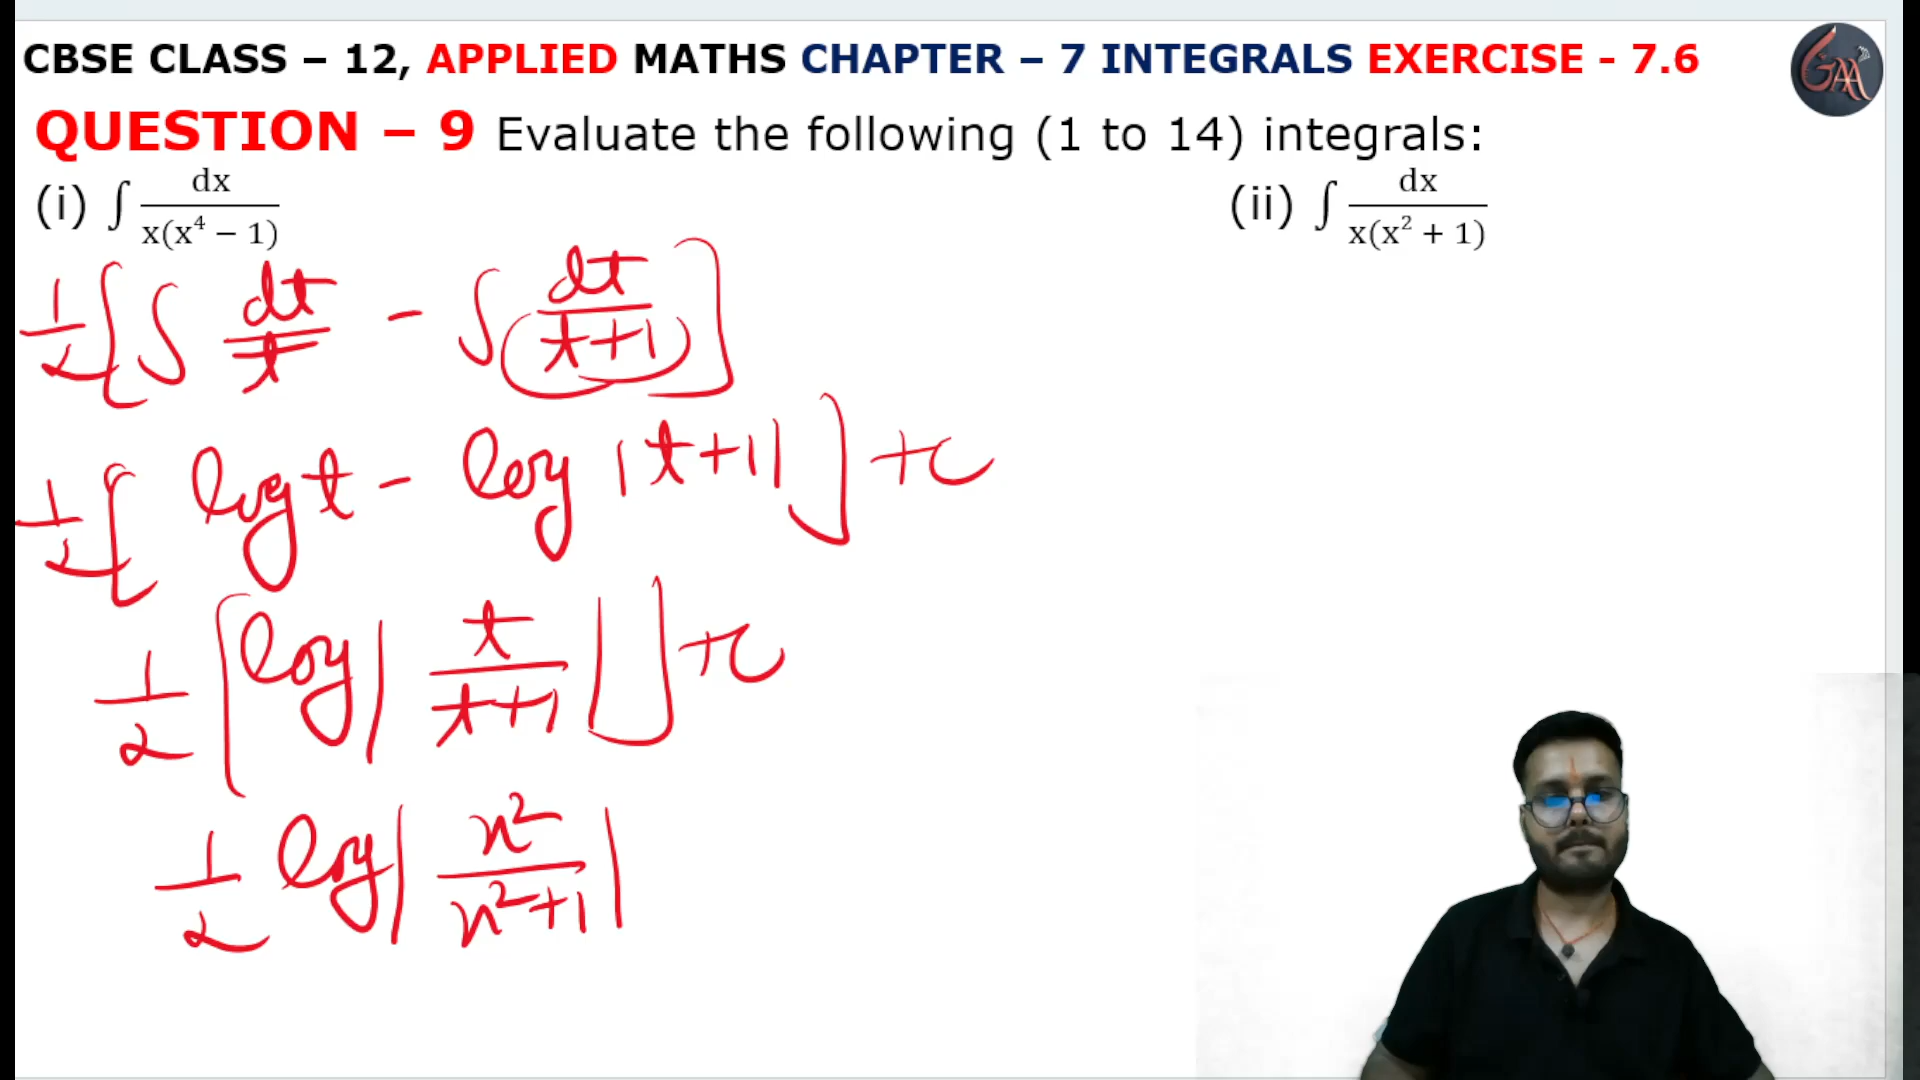 CBSE CLASS – 12, APPLIED MATHS CHAPTER – 7 INTEGRALS EXERCISE - 7.6
QUESTION – 9 Evaluate the following (1 to 14) integrals:
(i) ∫ dx / x(x⁴ − 1) (ii) ∫ dx / x(x² + 1)
1/2 [ ∫ dt/t - ∫ dt/(t+1) ]
1/2 [ log t - log |t+1| ] + c
1/2 [ log | t/(t+1) | ] + c
1/2 log | x²/(x²+1) |